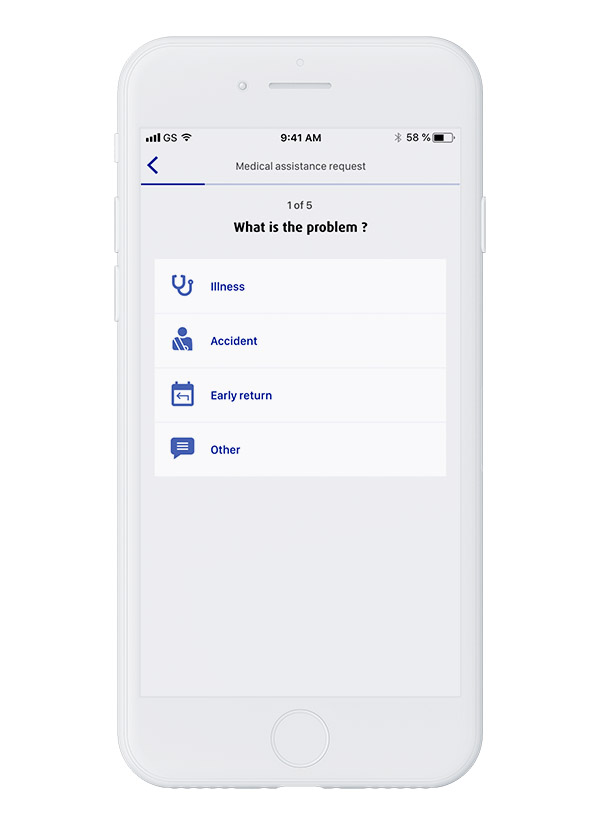 GS 9:41 AM 58 %
Medical assistance request
1 of 5
What is the problem ?
Illness
Accident
Early return
Other